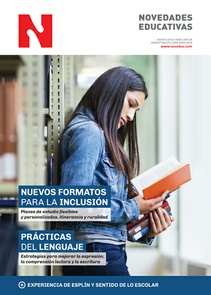 N
NOVEDADES
EDUCATIVAS
www.noveduc.com
NUEVOS FORMATOS
PARA LA INCLUSIÓN
Planes de estudio flexibles
y personalizados, itinerancia y ruralidad
PRÁCTICAS
DEL LENGUAJE
Estrategias para mejorar la expresión,
la comprensión lectora y la escritura
EXPERIENCIA DE ESPLÍN Y SENTIDO DE LO ESCOLAR